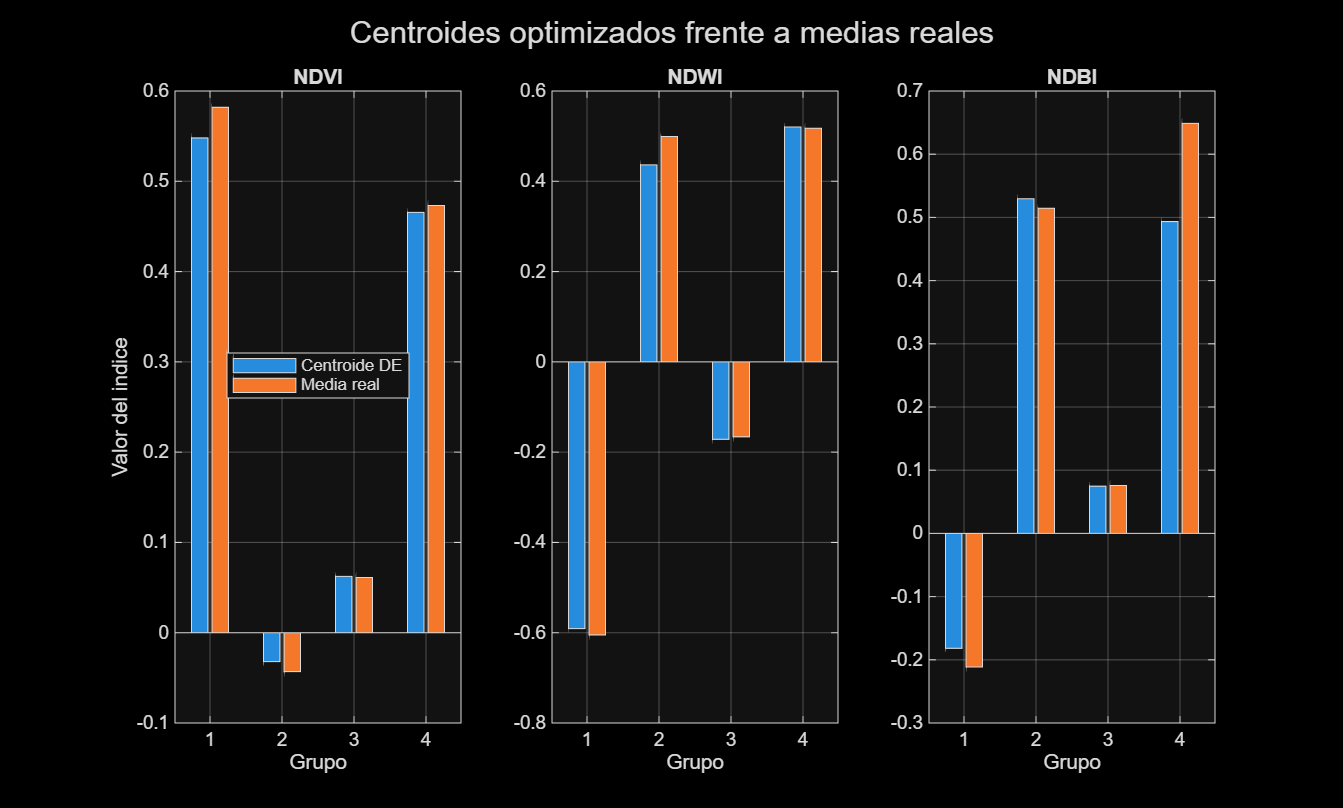 Centroides optimizados frente a medias reales
NDVI
0.6
0.5
0.4
0.3
0.2
0.1
0
-0.1
1 2 3 4
Grupo
Valor del indice
Centroide DE
Media real
NDWI
0.6
0.4
0.2
0
-0.2
-0.4
-0.6
-0.8
1 2 3 4
Grupo
NDBI
0.7
0.6
0.5
0.4
0.3
0.2
0.1
0
-0.1
-0.2
-0.3
1 2 3 4
Grupo